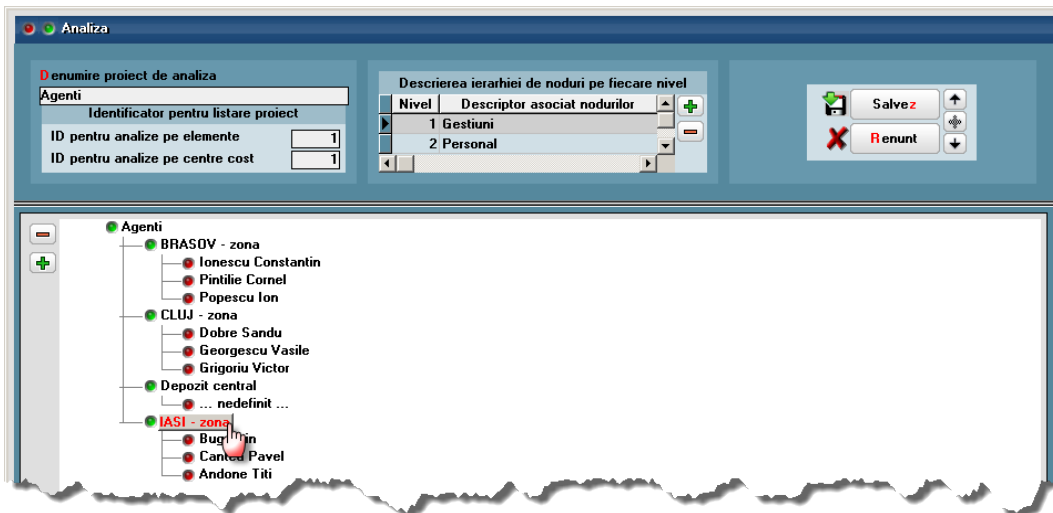 Analiza
Denumire proiect de analiza
Agenti
Identificator pentru listare proiect
ID pentru analize pe elemente 1
ID pentru analize pe centre cost 1
Descrierea ierarhiei de noduri pe fiecare nivel
Nivel Descriptor asociat nodurilor
1 Gestiuni
2 Personal
Salvez
Renunt
Agenti
BRASOV - zona
Ionescu Constantin
Pintilie Cornel
Popescu Ion
CLUJ - zona
Dobre Sandu
Georgescu Vasile
Grigoriu Victor
Depozit central
... nedefinit ...
IASI - zona
Pavel
Andone Titi